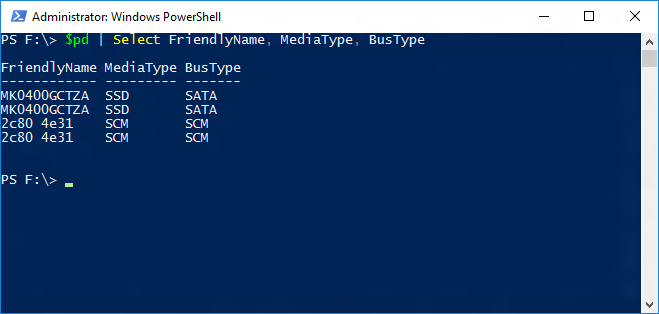 Administrator: Windows PowerShell
PS F:\> $pd | Select FriendlyName, MediaType, BusType
FriendlyName MediaType BusType
------------ --------- -------
MK0400GCTZA  SSD       SATA
MK0400GCTZA  SSD       SATA
2c80 4e31    SCM       SCM
2c80 4e31    SCM       SCM
PS F:\>